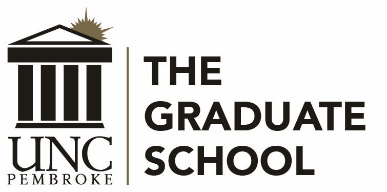 UNC
PEMBROKE
THE
GRADUATE
SCHOOL